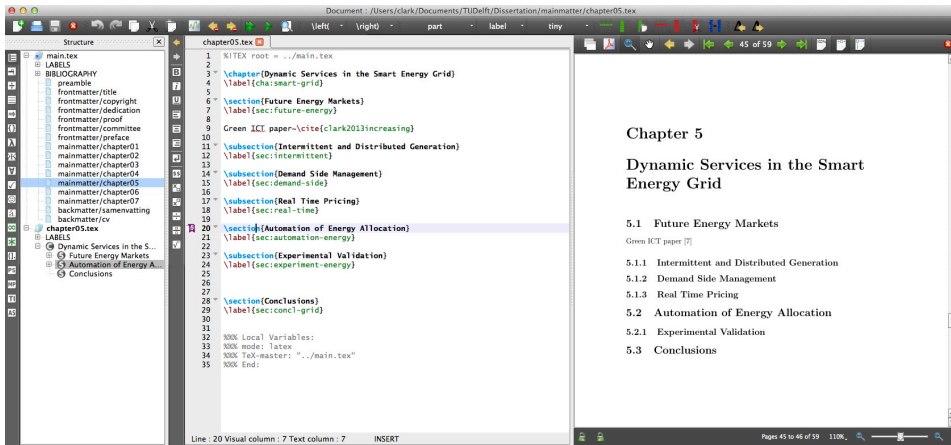 Document : /Users/clark/Documents/TUDelft/Dissertation/mainmatter/chapter05.tex
\left( \right) part label tiny
45 of 59
Structure
main.tex
LABELS
BIBLIOGRAPHY
preamble
frontmatter/title
frontmatter/copyright
frontmatter/dedication
frontmatter/proof
frontmatter/committee
frontmatter/preface
mainmatter/chapter01
mainmatter/chapter02
mainmatter/chapter03
mainmatter/chapter04
mainmatter/chapter05
mainmatter/chapter06
mainmatter/chapter07
backmatter/samenvatting
backmatter/cv
chapter05.tex
LABELS
Dynamic Services in the S...
Future Energy Markets
Automation of Energy A...
Conclusions
chapter05.tex
1 %!TEX root = ../main.tex
2
3 \chapter{Dynamic Services in the Smart Energy Grid}
4 \label{cha:smart-grid}
5
6 \section{Future Energy Markets}
7 \label{sec:future-energy}
8
9 Green ICT paper~\cite{clark2013increasing}
10
11 \subsection{Intermittent and Distributed Generation}
12 \label{sec:intermittent}
13
14 \subsection{Demand Side Management}
15 \label{sec:demand-side}
16
17 \subsection{Real Time Pricing}
18 \label{sec:real-time}
19
20 \section{Automation of Energy Allocation}
21 \label{sec:automation-energy}
22
23 \subsection{Experimental Validation}
24 \label{sec:experiment-energy}
25
26
27
28 \section{Conclusions}
29 \label{sec:concl-grid}
30
31
32 %%% Local Variables:
33 %%% mode: latex
34 %%% TeX-master: "../main.tex"
35 %%% End:
Line : 20 Visual column : 7 Text column : 7 INSERT
Chapter 5
Dynamic Services in the Smart
Energy Grid
5.1 Future Energy Markets
Green ICT paper [7]
5.1.1 Intermittent and Distributed Generation
5.1.2 Demand Side Management
5.1.3 Real Time Pricing
5.2 Automation of Energy Allocation
5.2.1 Experimental Validation
5.3 Conclusions
Pages 45 to 46 of 59 110%